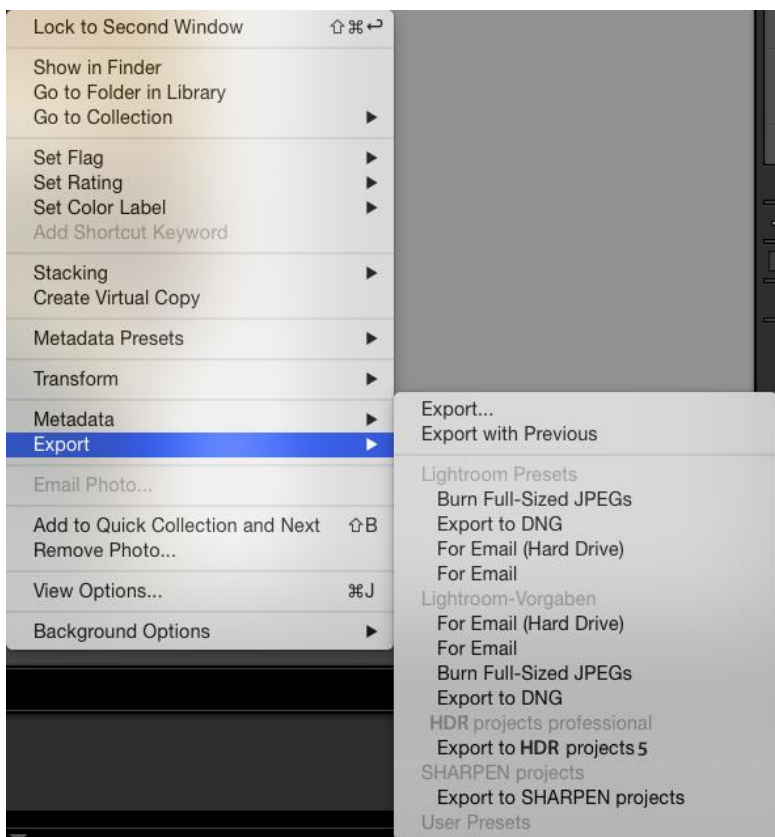 Lock to Second Window ⇧⌘↩
Show in Finder
Go to Folder in Library
Go to Collection ▶
Set Flag ▶
Set Rating ▶
Set Color Label ▶
Add Shortcut Keyword
Stacking ▶
Create Virtual Copy
Metadata Presets ▶
Transform ▶
Metadata ▶
Export ▶
Email Photo...
Add to Quick Collection and Next ⇧B
Remove Photo...
View Options... ⌘J
Background Options ▶
Export...
Export with Previous
Lightroom Presets
Burn Full-Sized JPEGs
Export to DNG
For Email (Hard Drive)
For Email
Lightroom-Vorgaben
For Email (Hard Drive)
For Email
Burn Full-Sized JPEGs
Export to DNG
HDR projects professional
Export to HDR projects 5
SHARPEN projects
Export to SHARPEN projects
User Presets